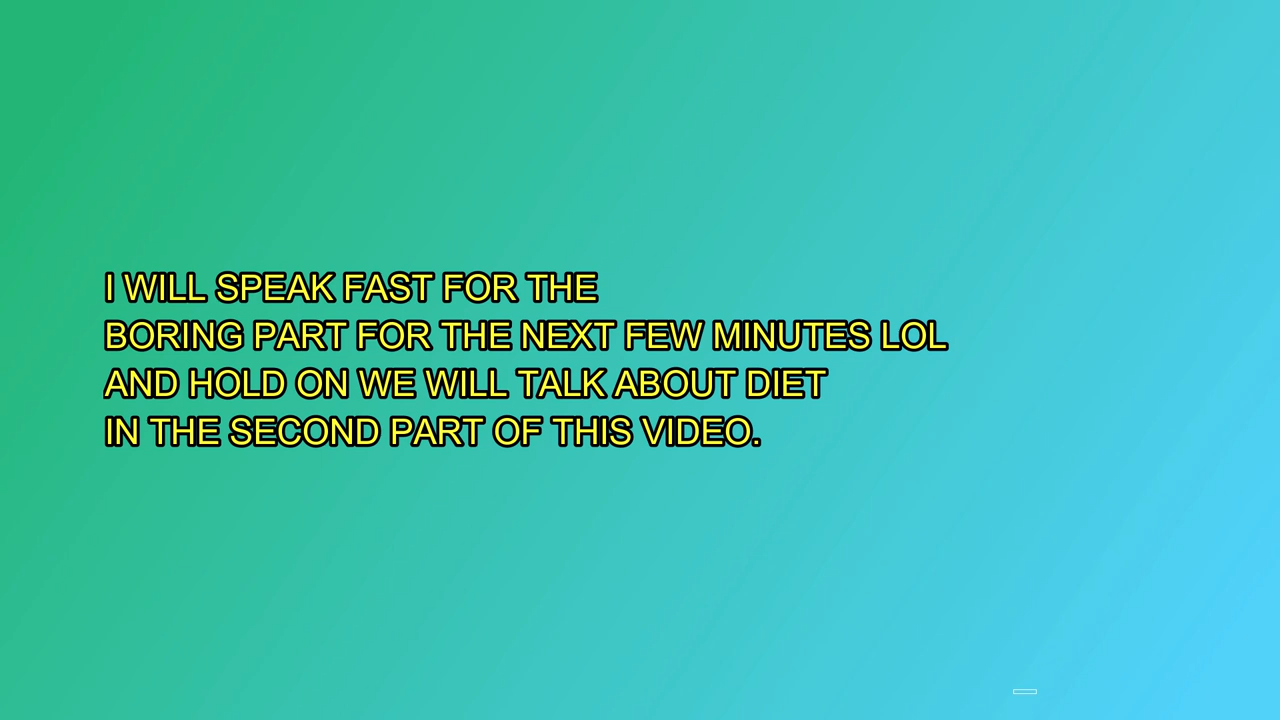 I WILL SPEAK FAST FOR THE
BORING PART FOR THE NEXT FEW MINUTES LOL
AND HOLD ON WE WILL TALK ABOUT DIET
IN THE SECOND PART OF THIS VIDEO.